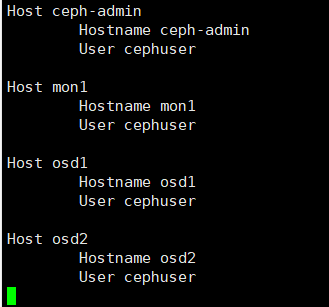 Host ceph-admin
        Hostname ceph-admin
        User cephuser

Host mon1
        Hostname mon1
        User cephuser

Host osd1
        Hostname osd1
        User cephuser

Host osd2
        Hostname osd2
        User cephuser